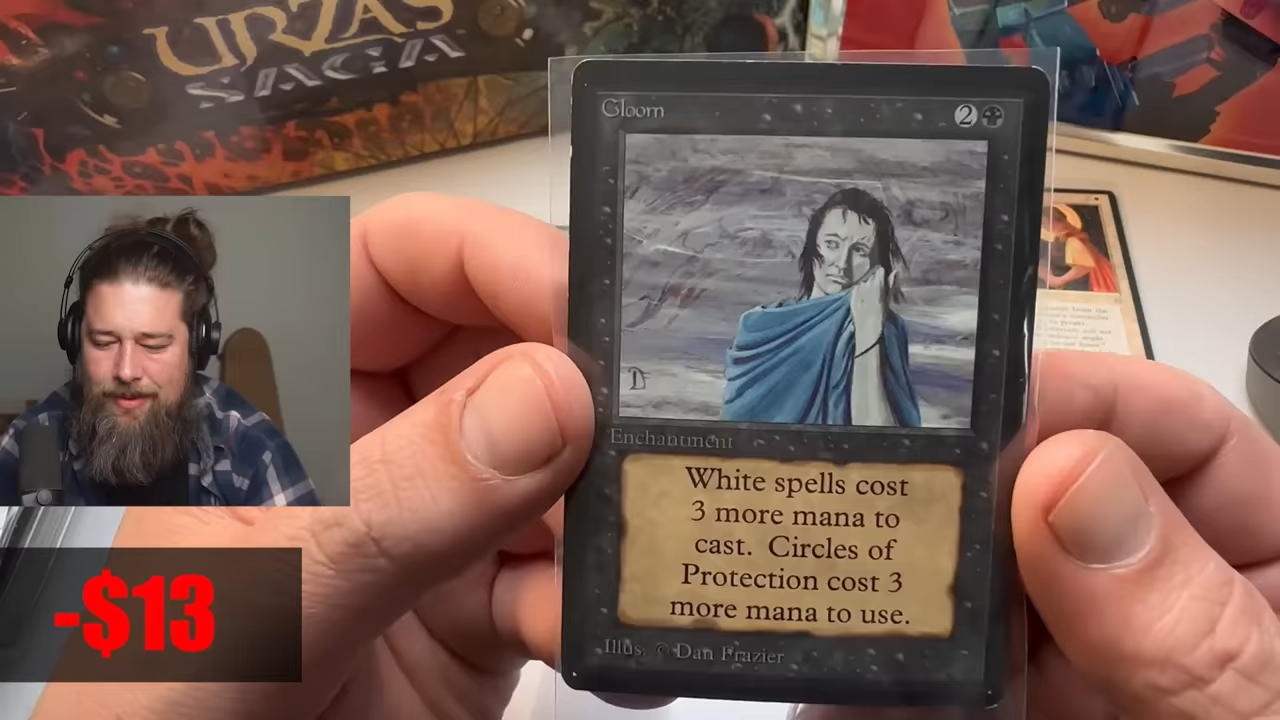 URZAS
SAGA
Gloom
2
D
Enchantment
White spells cost
3 more mana to
cast. Circles of
Protection cost 3
more mana to use.
Illus. © Dan Frazier
-$13